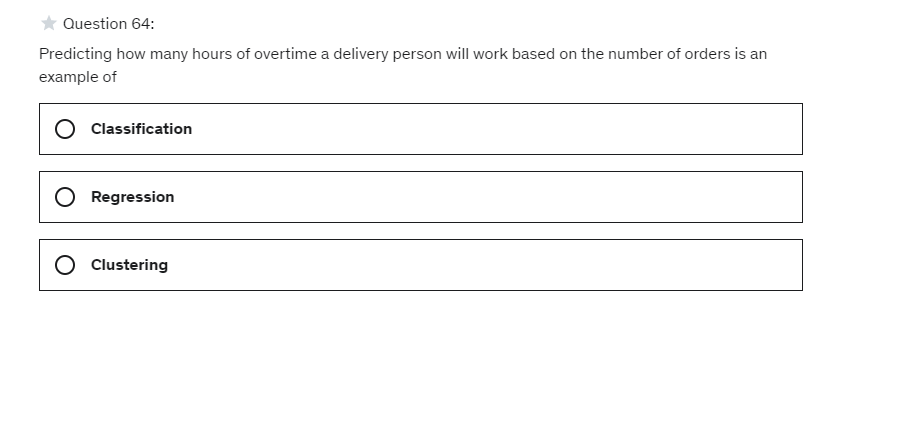 Question 64:
Predicting how many hours of overtime a delivery person will work based on the number of orders is an
example of
Classification
Regression
Clustering